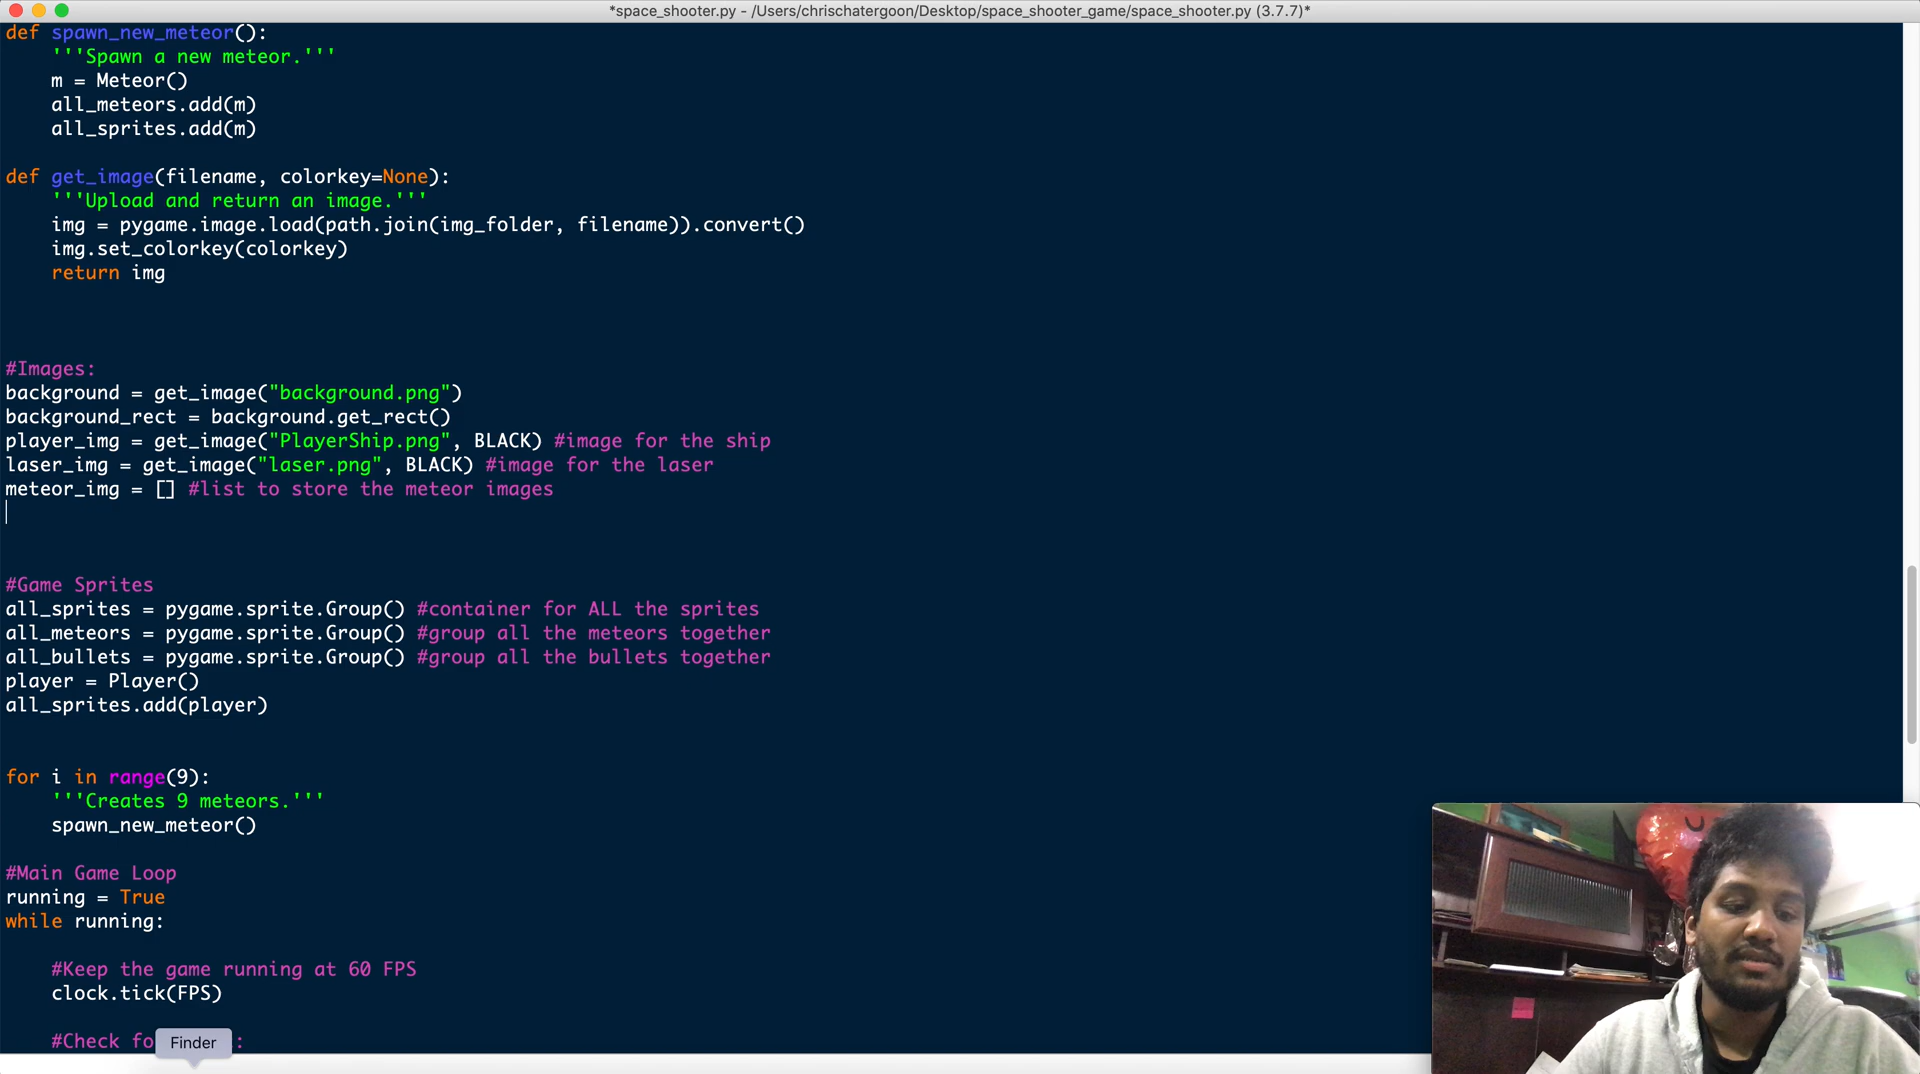 *space_shooter.py - /Users/chrischatergoon/Desktop/space_shooter_game/space_shooter.py (3.7.7)*
def spawn_new_meteor():
    '''Spawn a new meteor.'''
    m = Meteor()
    all_meteors.add(m)
    all_sprites.add(m)
def get_image(filename, colorkey=None):
    '''Upload and return an image.'''
    img = pygame.image.load(path.join(img_folder, filename)).convert()
    img.set_colorkey(colorkey)
    return img
#Images:
background = get_image("background.png")
background_rect = background.get_rect()
player_img = get_image("PlayerShip.png", BLACK) #image for the ship
laser_img = get_image("laser.png", BLACK) #image for the laser
meteor_img = [] #list to store the meteor images
#Game Sprites
all_sprites = pygame.sprite.Group() #container for ALL the sprites
all_meteors = pygame.sprite.Group() #group all the meteors together
all_bullets = pygame.sprite.Group() #group all the bullets together
player = Player()
all_sprites.add(player)
for i in range(9):
    '''Creates 9 meteors.'''
    spawn_new_meteor()
#Main Game Loop
running = True
while running:
    #Keep the game running at 60 FPS
    clock.tick(FPS)
    #Check fo :
Finder